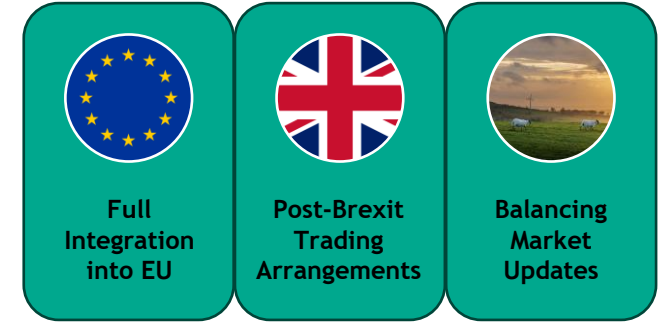 Full
Integration
into EU
Post-Brexit
Trading
Arrangements
Balancing
Market
Updates